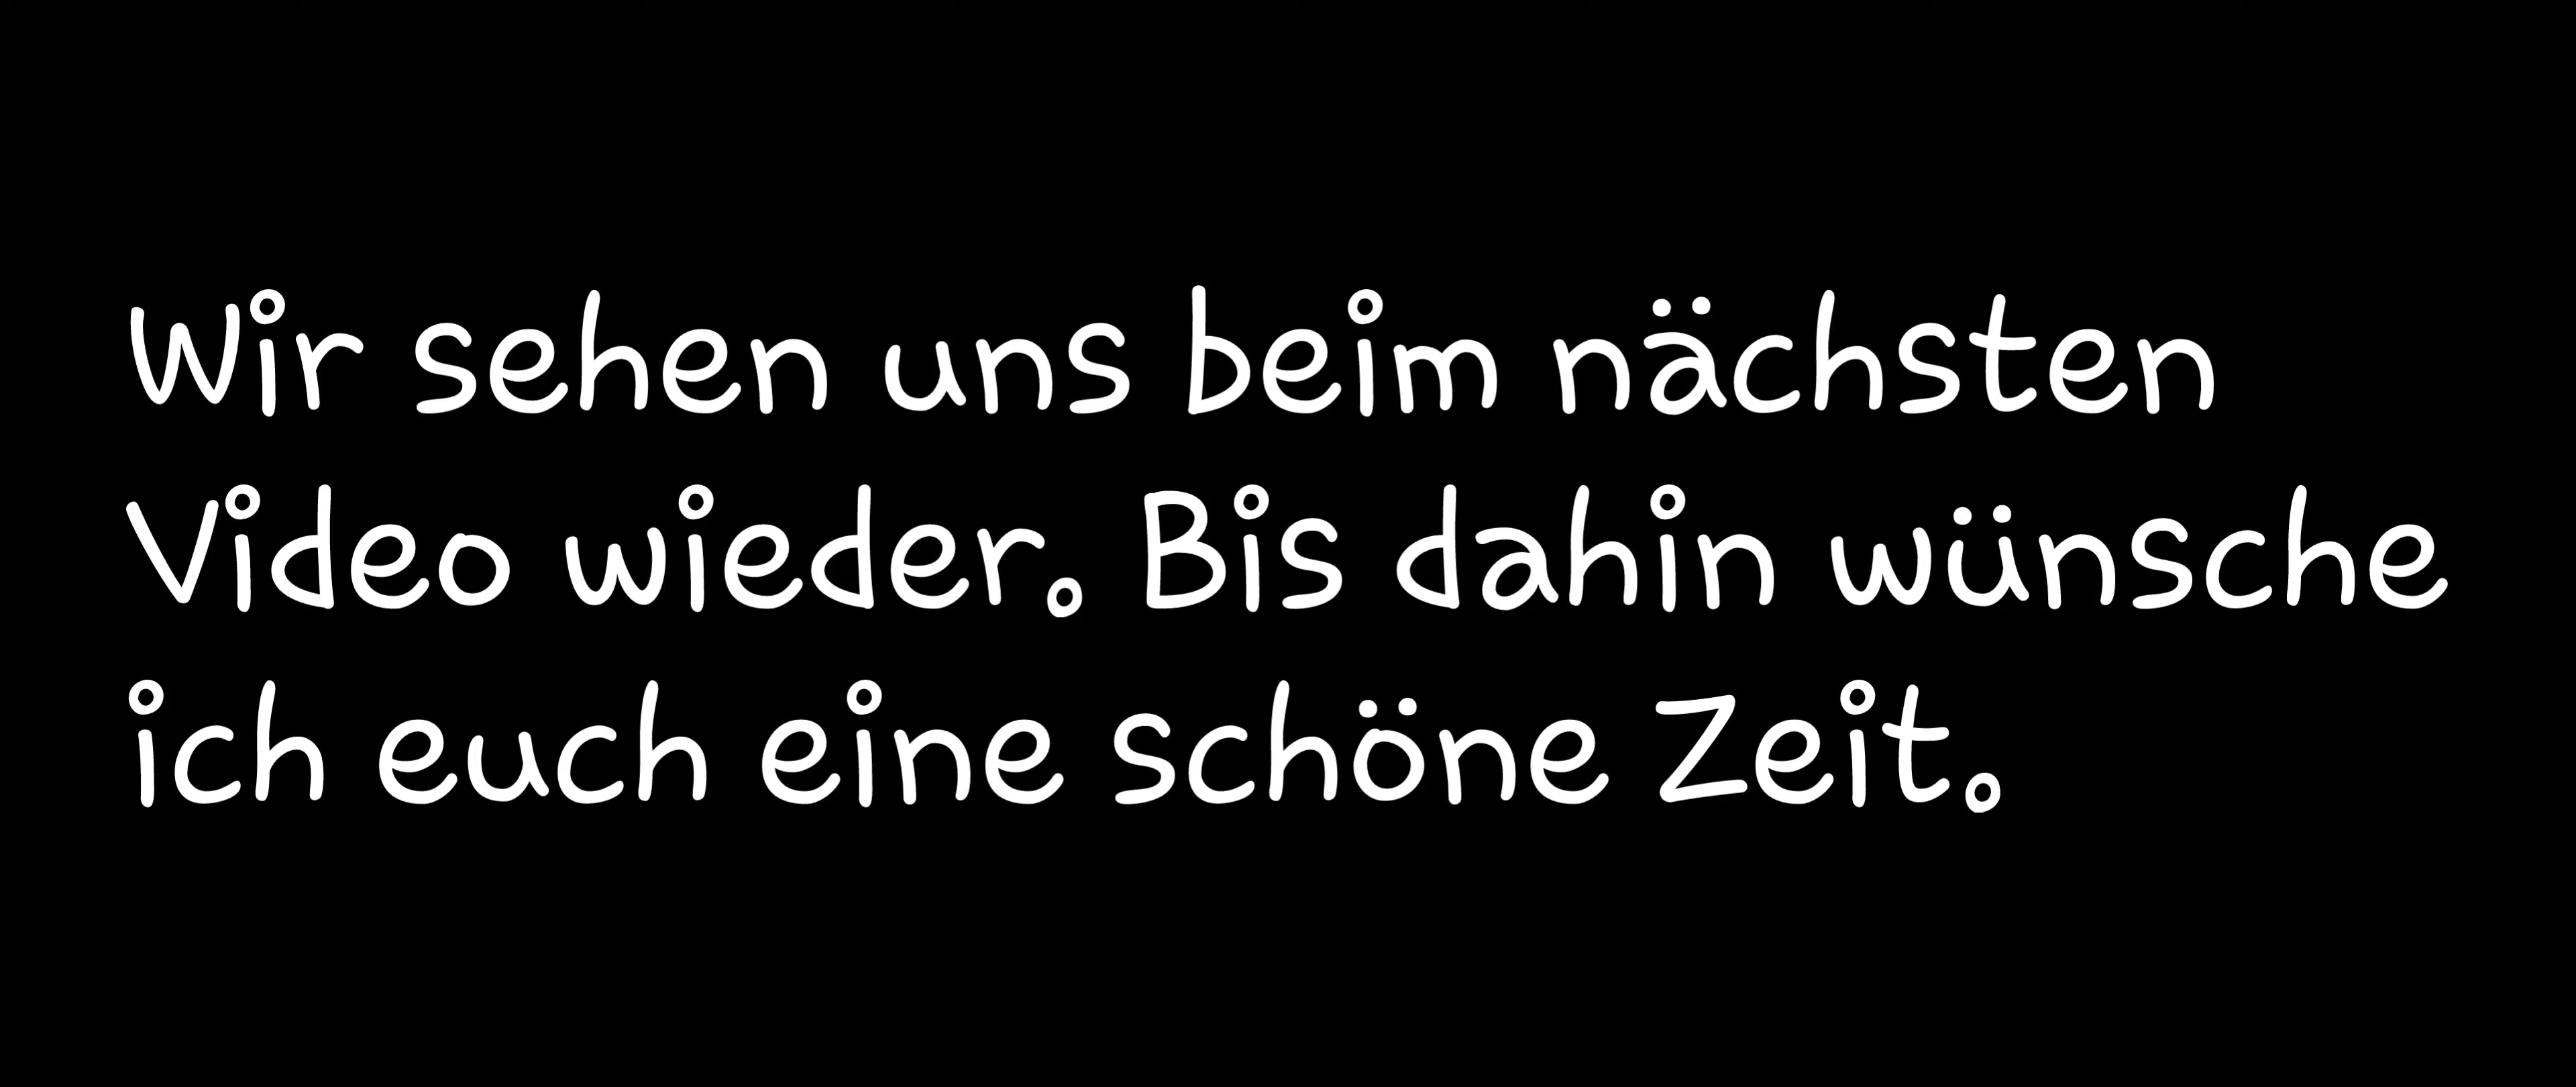 Wir sehen uns beim nächsten
Video wieder. Bis dahin wünsche
ich euch eine schöne Zeit.